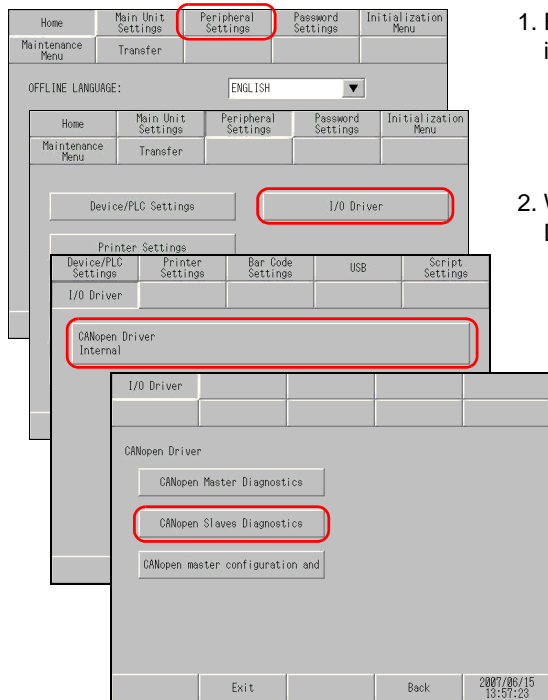 Home
Main Unit
Settings
Peripheral
Settings
Password
Settings
Initialization
Menu
Maintenance
Menu
Transfer
OFFLINE LANGUAGE:
ENGLISH
Home
Main Unit
Settings
Peripheral
Settings
Password
Settings
Initialization
Menu
Maintenance
Menu
Transfer
Device/PLC Settings
I/O Driver
Printer Settings
Device/PLC
Settings
Printer
Settings
Bar Code
Settings
USB
Script
Settings
I/O Driver
CANopen Driver
Internal
I/O Driver
CANopen Driver
CANopen Master Diagnostics
CANopen Slaves Diagnostics
CANopen master configuration and
Exit
Back
2007/06/15
13:57:23
1.
2.